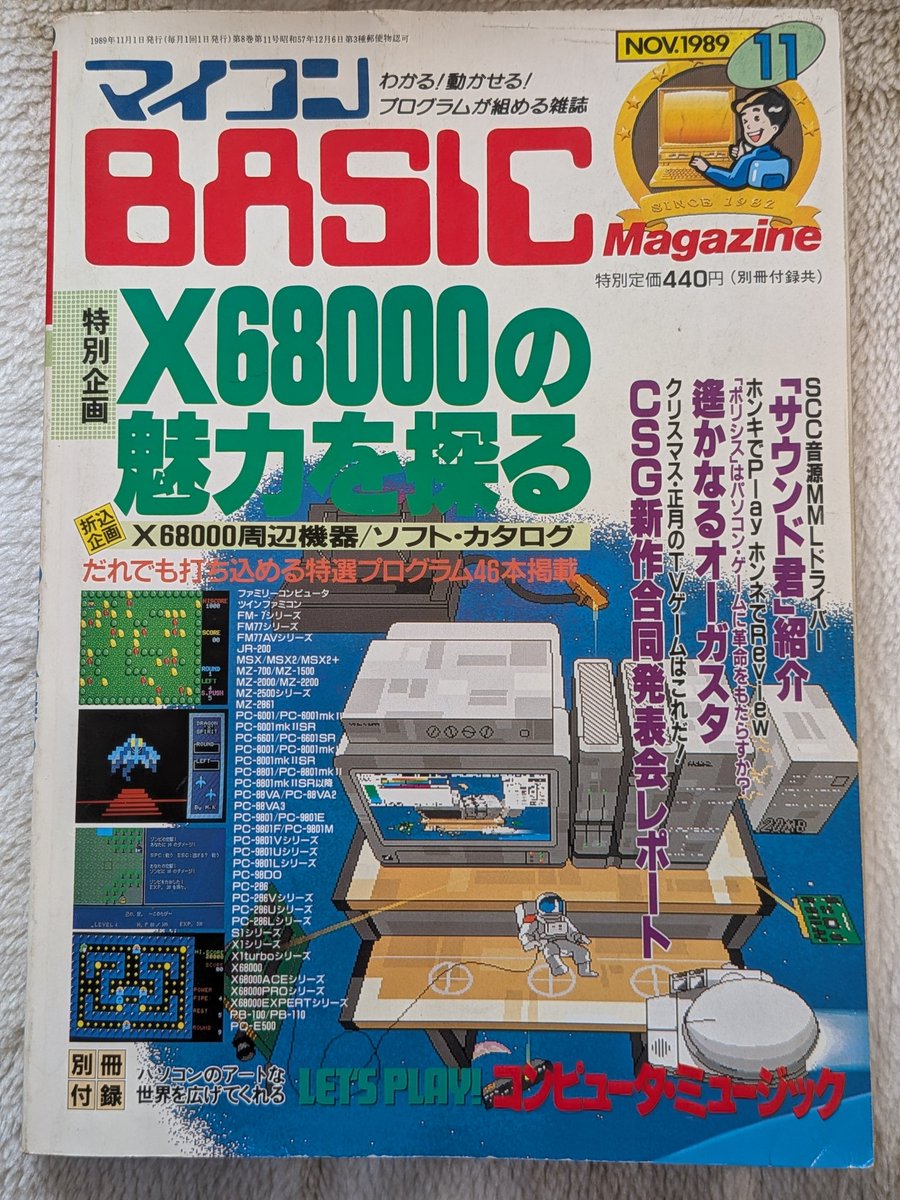 1989年11月1日発行(毎月1回1日発行)第8巻第11号昭和57年12月6日第3種郵便物認可
NOV.1989
11
マイコン
わかる!動かせる!
プログラムが組める雑誌
BASIC
SINCE 1982
Magazine
特別定価440円(別冊付録共)
特別企画
X68000の
魅力を探る
折込
企画
X68000周辺機器/ソフト・カタログ
だれでも打ち込める特選プログラム46本掲載
SCC音源MMLドライバー
「サウンド君」紹介
ホンキでPlay ホンネでReview
「ポリシス」はパソコン・ゲームに革命をもたらすか?
遙かなるオーガスタ
クリスマス・正月のTVゲームはこれだ!
CSG新作合同発表会レポート
ファミリーコンピュータ
ツインファミコン
FM-7シリーズ
FM77シリーズ
FM77AVシリーズ
JR-200
MSX/MSX2/MSX2+
MZ-700/MZ-1500
MZ-2000/MZ-2200
MZ-2500シリーズ
MZ-2861
PC-6001/PC-6001mkII
PC-6001mkIISR
PC-6601/PC-6601SR
PC-8001/PC-8001mkII
PC-8001mkIISR
PC-8801/PC-8801mkII
PC-8801mkIISR以降
PC-88VA/PC-88VA2
PC-88VA3
PC-9801/PC-9801E
PC-9801F/PC-9801M
PC-9801Vシリーズ
PC-9801Uシリーズ
PC-9801Lシリーズ
PC-98DO
PC-286
PC-286Vシリーズ
PC-286Uシリーズ
PC-286Lシリーズ
S1シリーズ
X1シリーズ
X1turboシリーズ
X68000
X68000ACEシリーズ
X68000PROシリーズ
X68000EXPERTシリーズ
PB-100/PB-110
PC-E500
HISCORE
1000
SCORE
00
ROUND
1
LEFT
S.PUSH
5
DRAGON
SPIRIT
ROUND
LEFT
By M.K
HI-SCORE
SCORE
POWER
PIPE
REST
ROUND
20MB
別冊
付録
パソコンのアートな
世界を広げてくれる
LET'S PLAY! コンピュータ・ミュージック